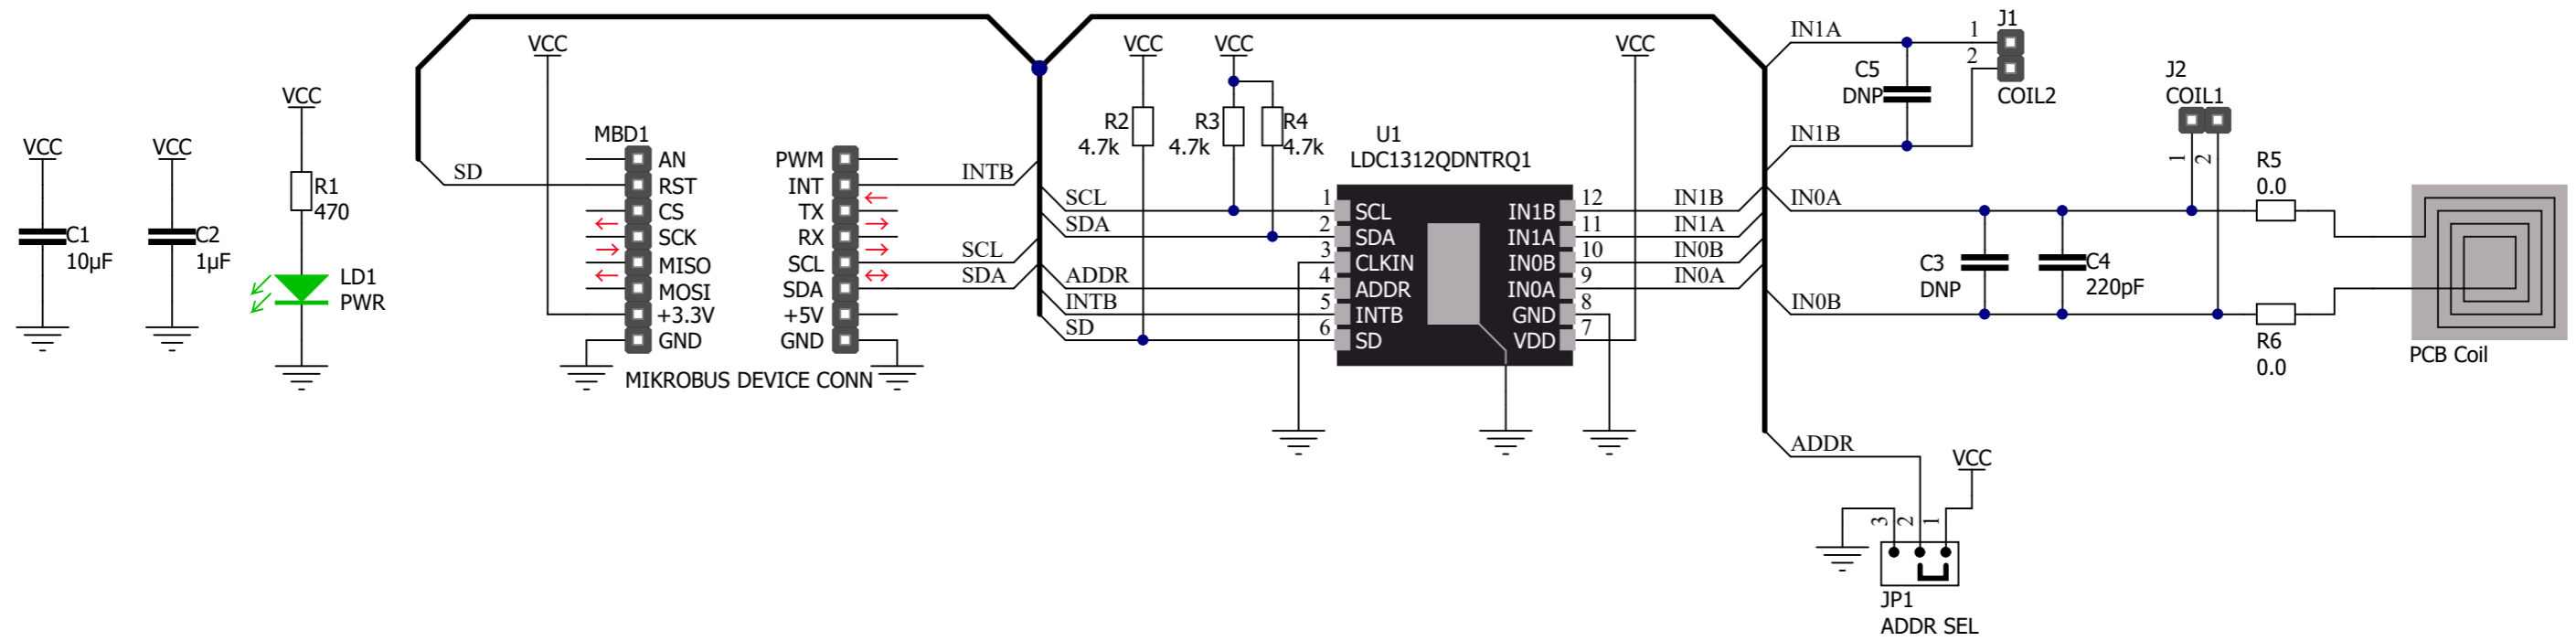 VCC
C1
10µF
VCC
C2
1µF
VCC
R1
470
LD1
PWR
SD
VCC
MBD1
AN
RST
CS
SCK
MISO
MOSI
+3.3V
GND
PWM
INT
TX
RX
SCL
SDA
+5V
GND
MIKROBUS DEVICE CONN
INTB
SCL
SDA
VCC
R2
4.7k
VCC
R3
4.7k
R4
4.7k
SCL
SDA
ADDR
INTB
SD
U1
LDC1312QDNTRQ1
1
2
3
4
5
6
SCL
SDA
CLKIN
ADDR
INTB
SD
IN1B
IN1A
IN0B
IN0A
GND
VDD
12
11
10
9
8
7
VCC
IN1B
IN1A
IN0B
IN0A
IN1A
IN1B
C5
DNP
1
2
J1
COIL2
IN0A
IN0B
C3
DNP
C4
220pF
J2
COIL1
1
2
R5
0.0
R6
0.0
PCB Coil
ADDR
VCC
3
2
1
JP1
ADDR SEL